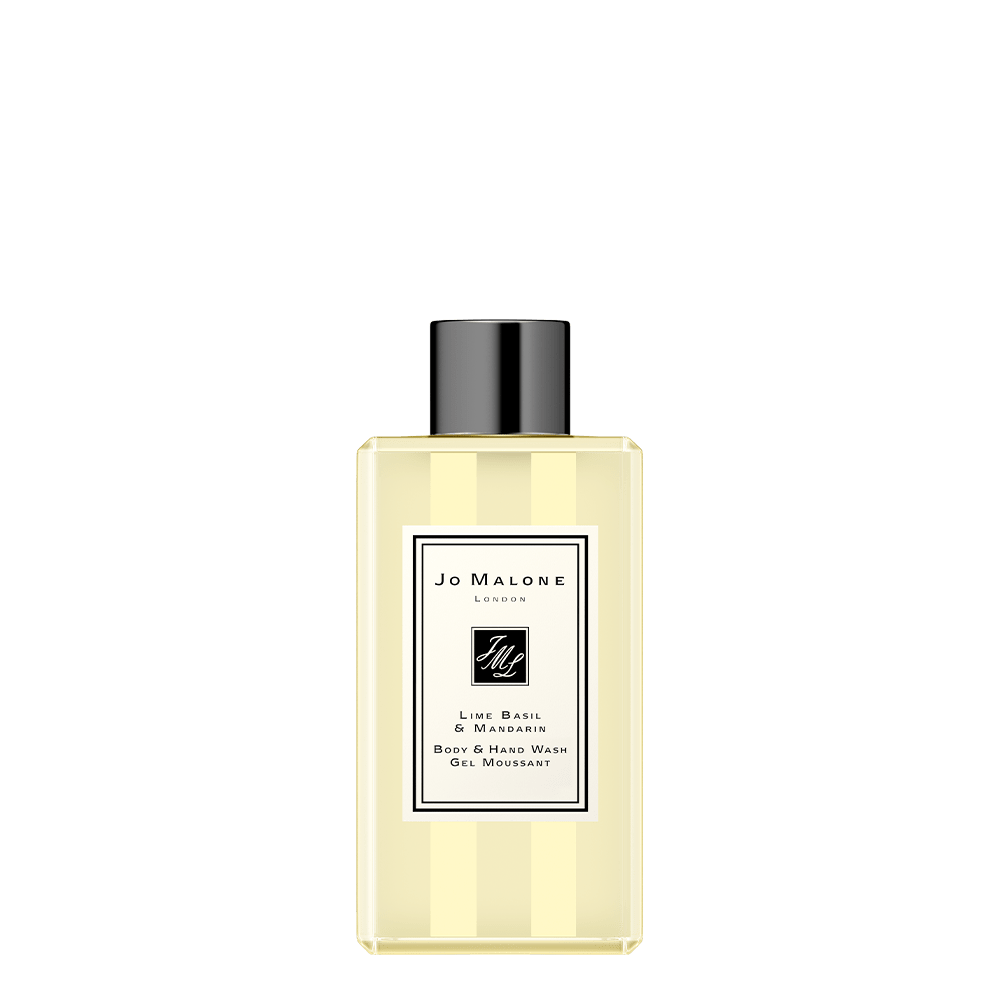 Jo Malone
London
JML
Lime Basil
& Mandarin
Body & Hand Wash
Gel Moussant